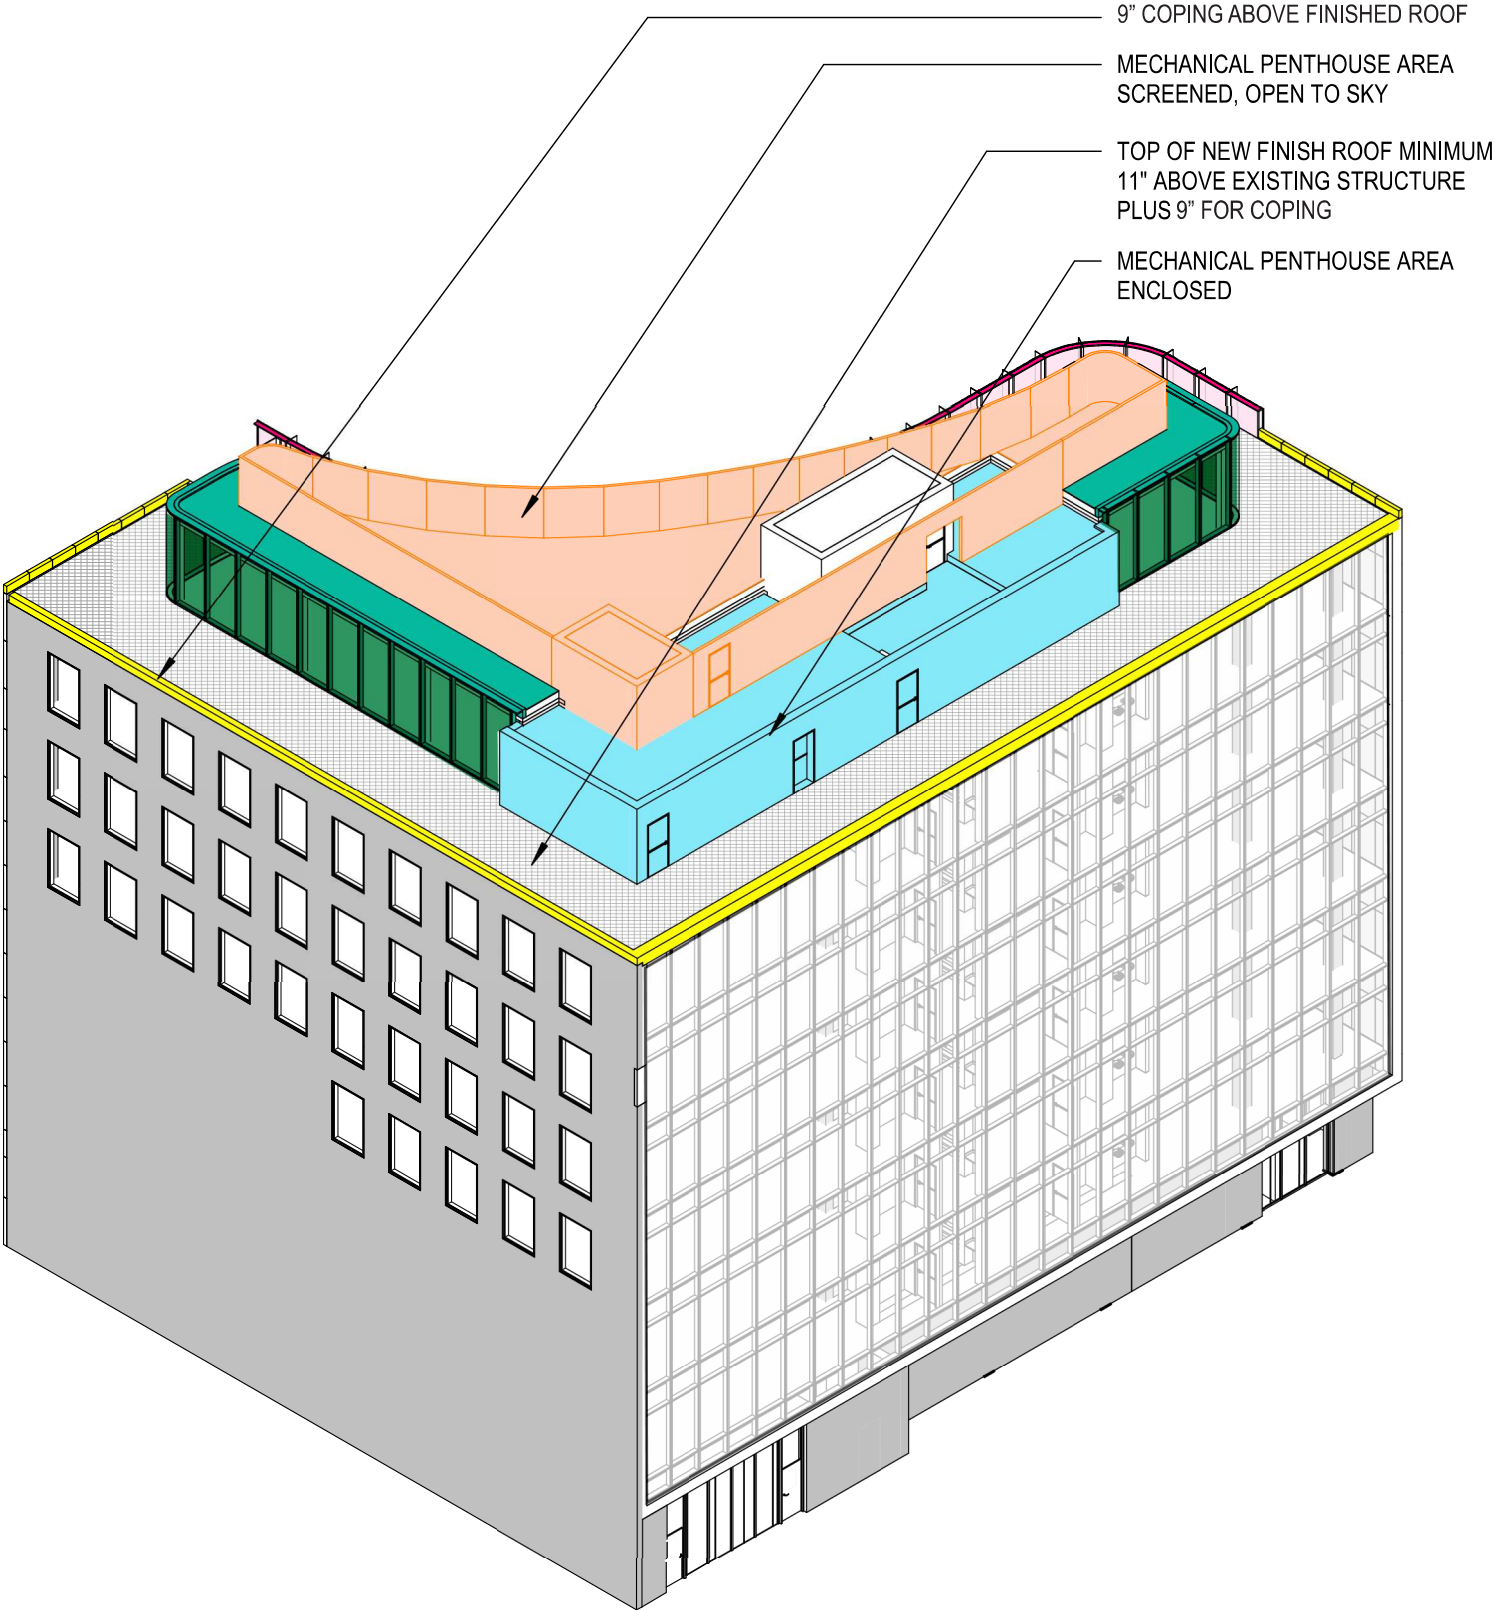 9” COPING ABOVE FINISHED ROOF
MECHANICAL PENTHOUSE AREA
SCREENED, OPEN TO SKY
TOP OF NEW FINISH ROOF MINIMUM
11" ABOVE EXISTING STRUCTURE
PLUS 9” FOR COPING
MECHANICAL PENTHOUSE AREA
ENCLOSED